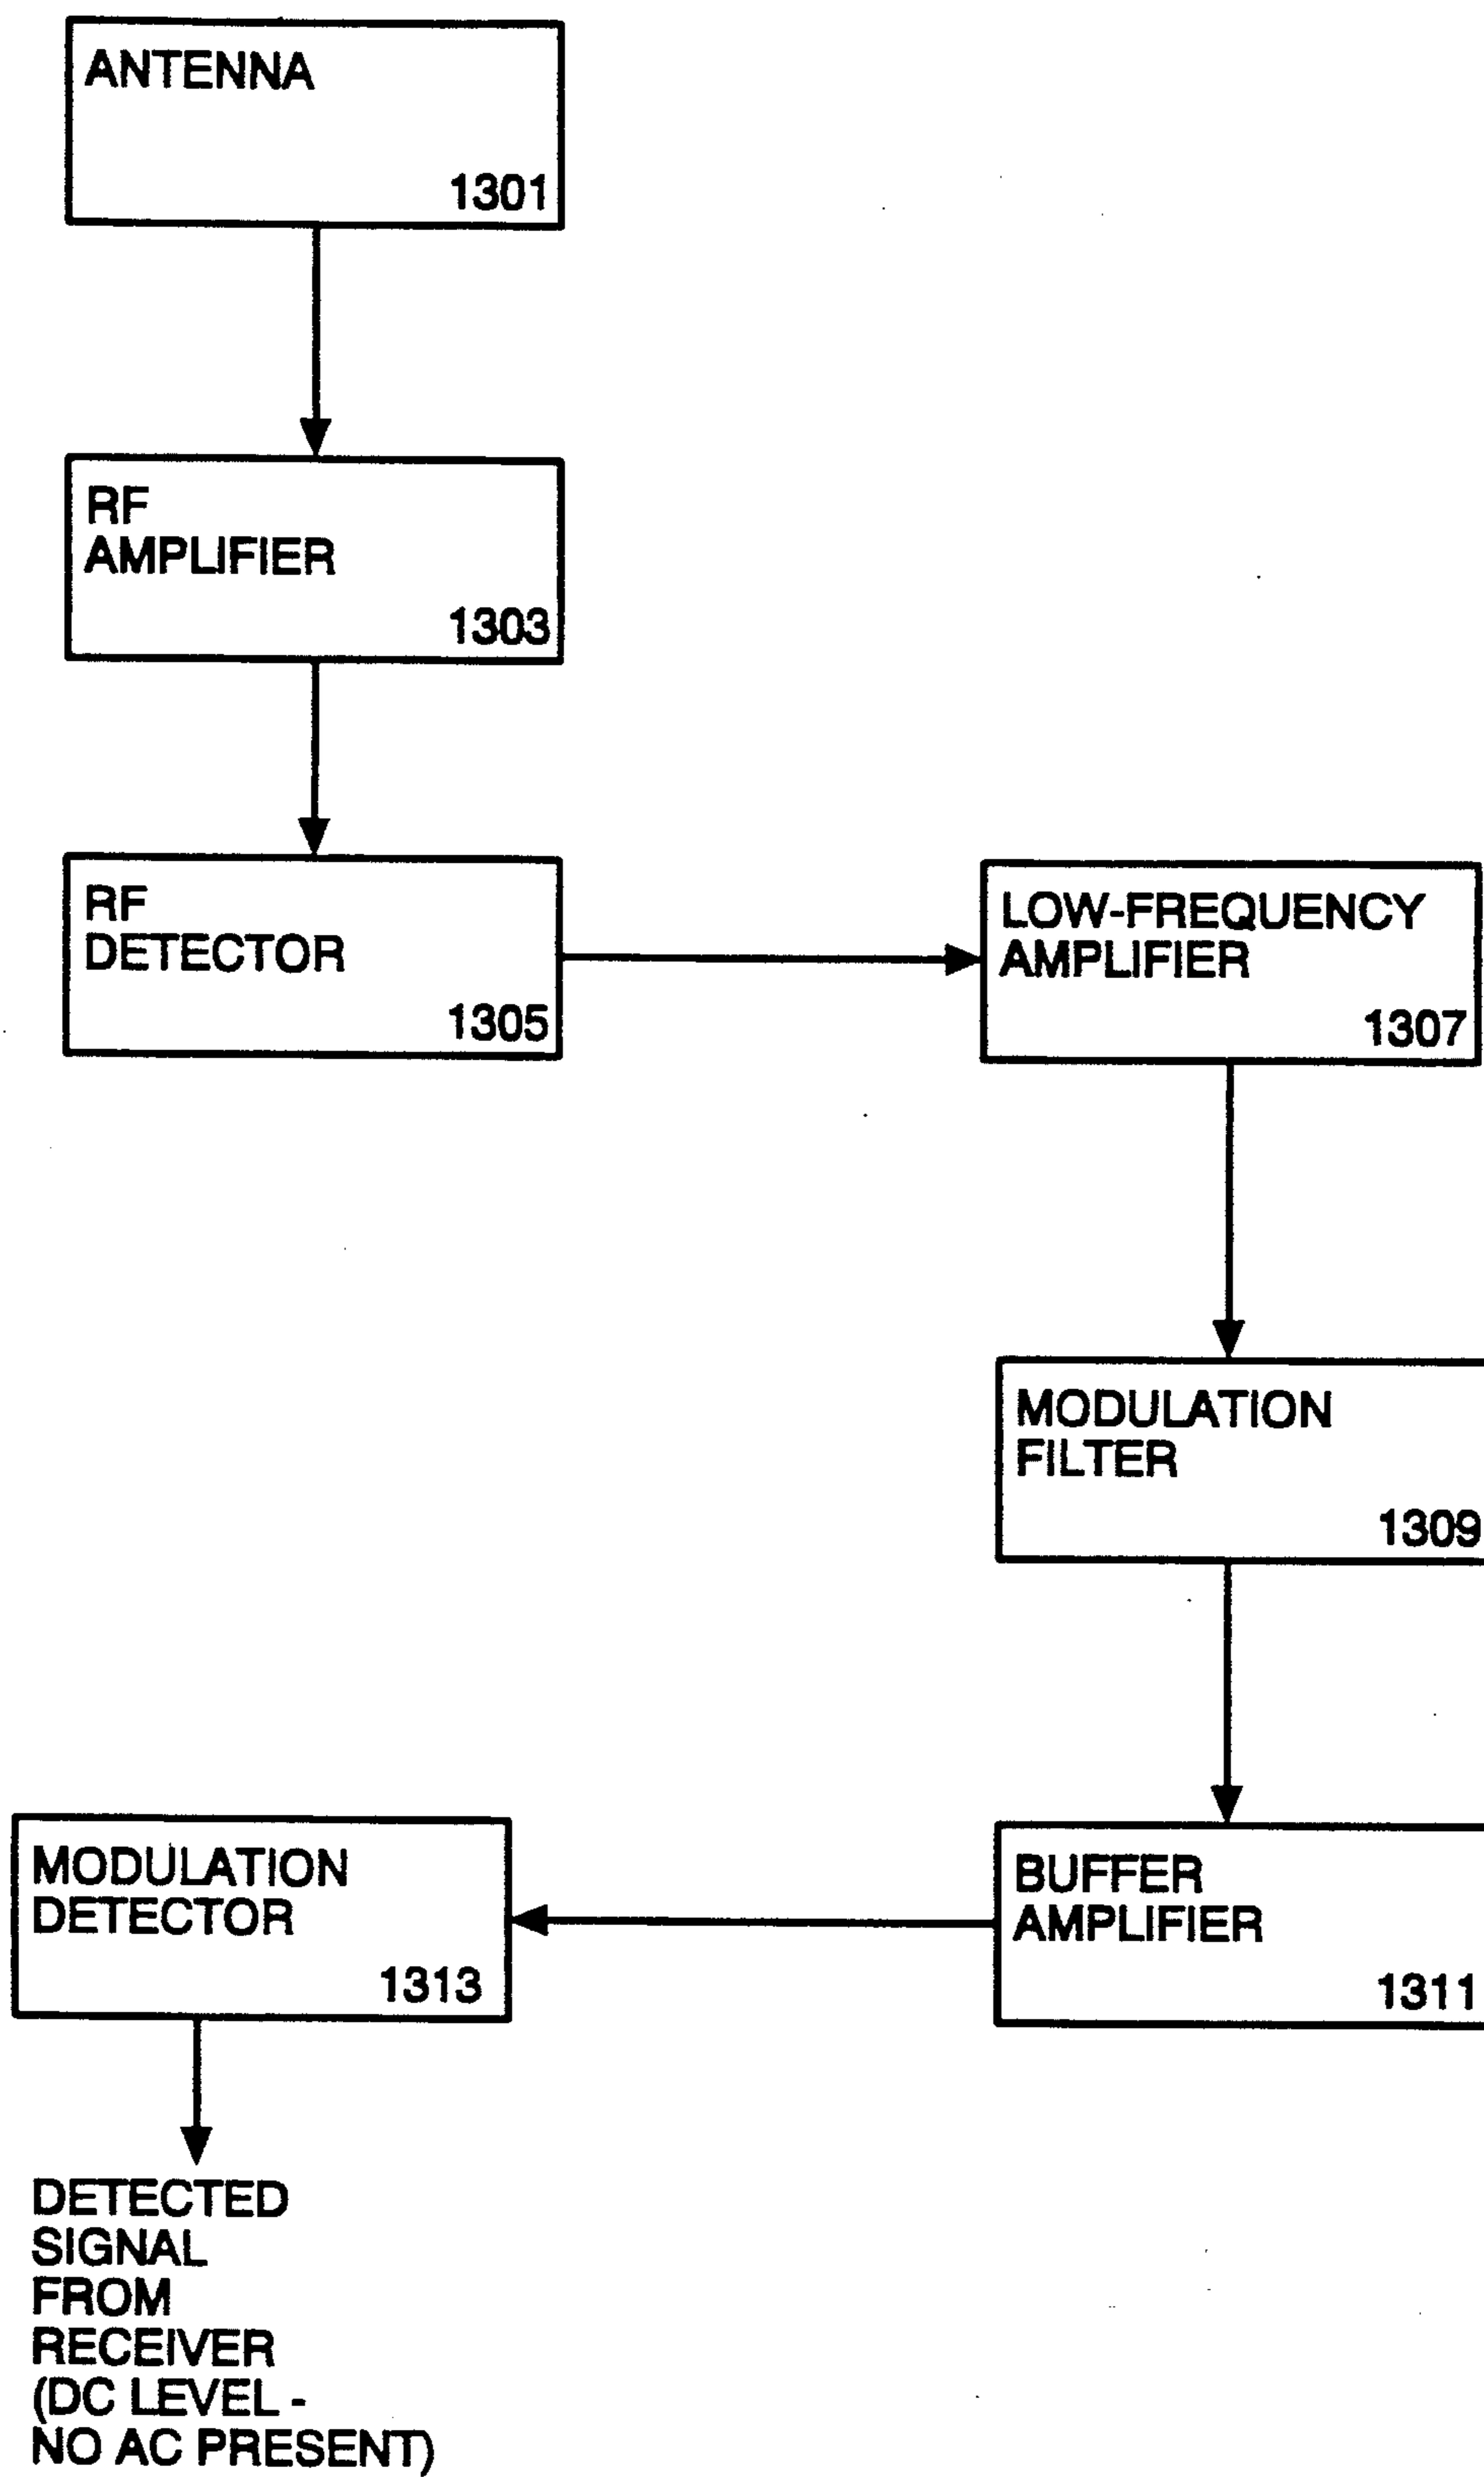 ANTENNA
1301
RF
AMPLIFIER
1303
RF
DETECTOR
1305
LOW-FREQUENCY
AMPLIFIER
1307
MODULATION
FILTER
1309
BUFFER
AMPLIFIER
1311
MODULATION
DETECTOR
1313
DETECTED
SIGNAL
FROM
RECEIVER
(DC LEVEL -
NO AC PRESENT)